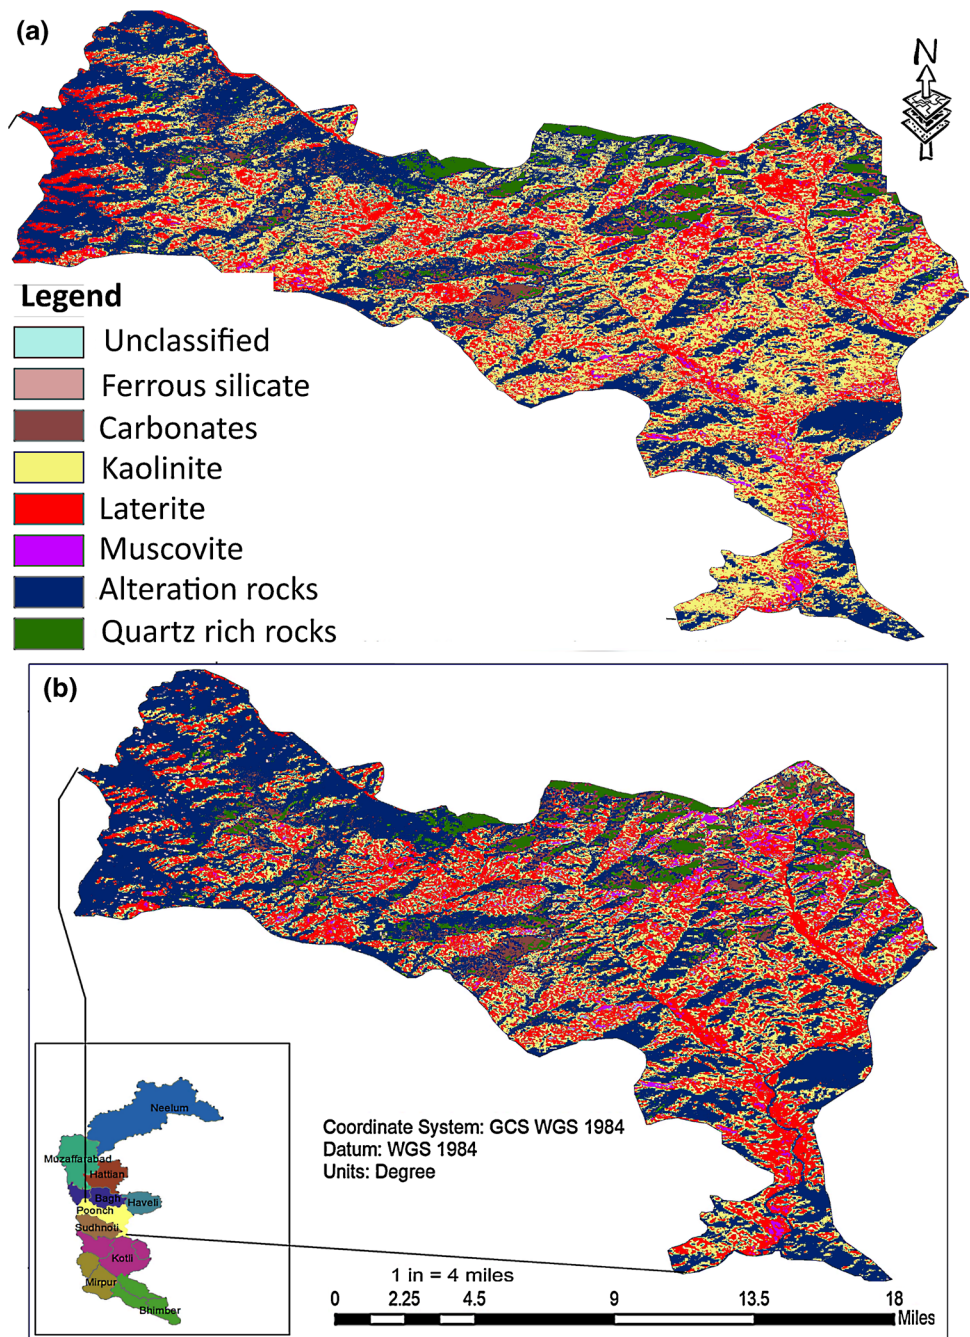 (a)
N
Legend
Unclassified
Ferrous silicate
Carbonates
Kaolinite
Laterite
Muscovite
Alteration rocks
Quartz rich rocks
(b)
Neelum
Muzaffarabad
Hattian
Bagh
Haveli
Poonch
Sudhnoti
Kotli
Mirpur
Bhimber
Coordinate System: GCS WGS 1984
Datum: WGS 1984
Units: Degree
1 in = 4 miles
0 2.25 4.5 9 13.5 18
Miles